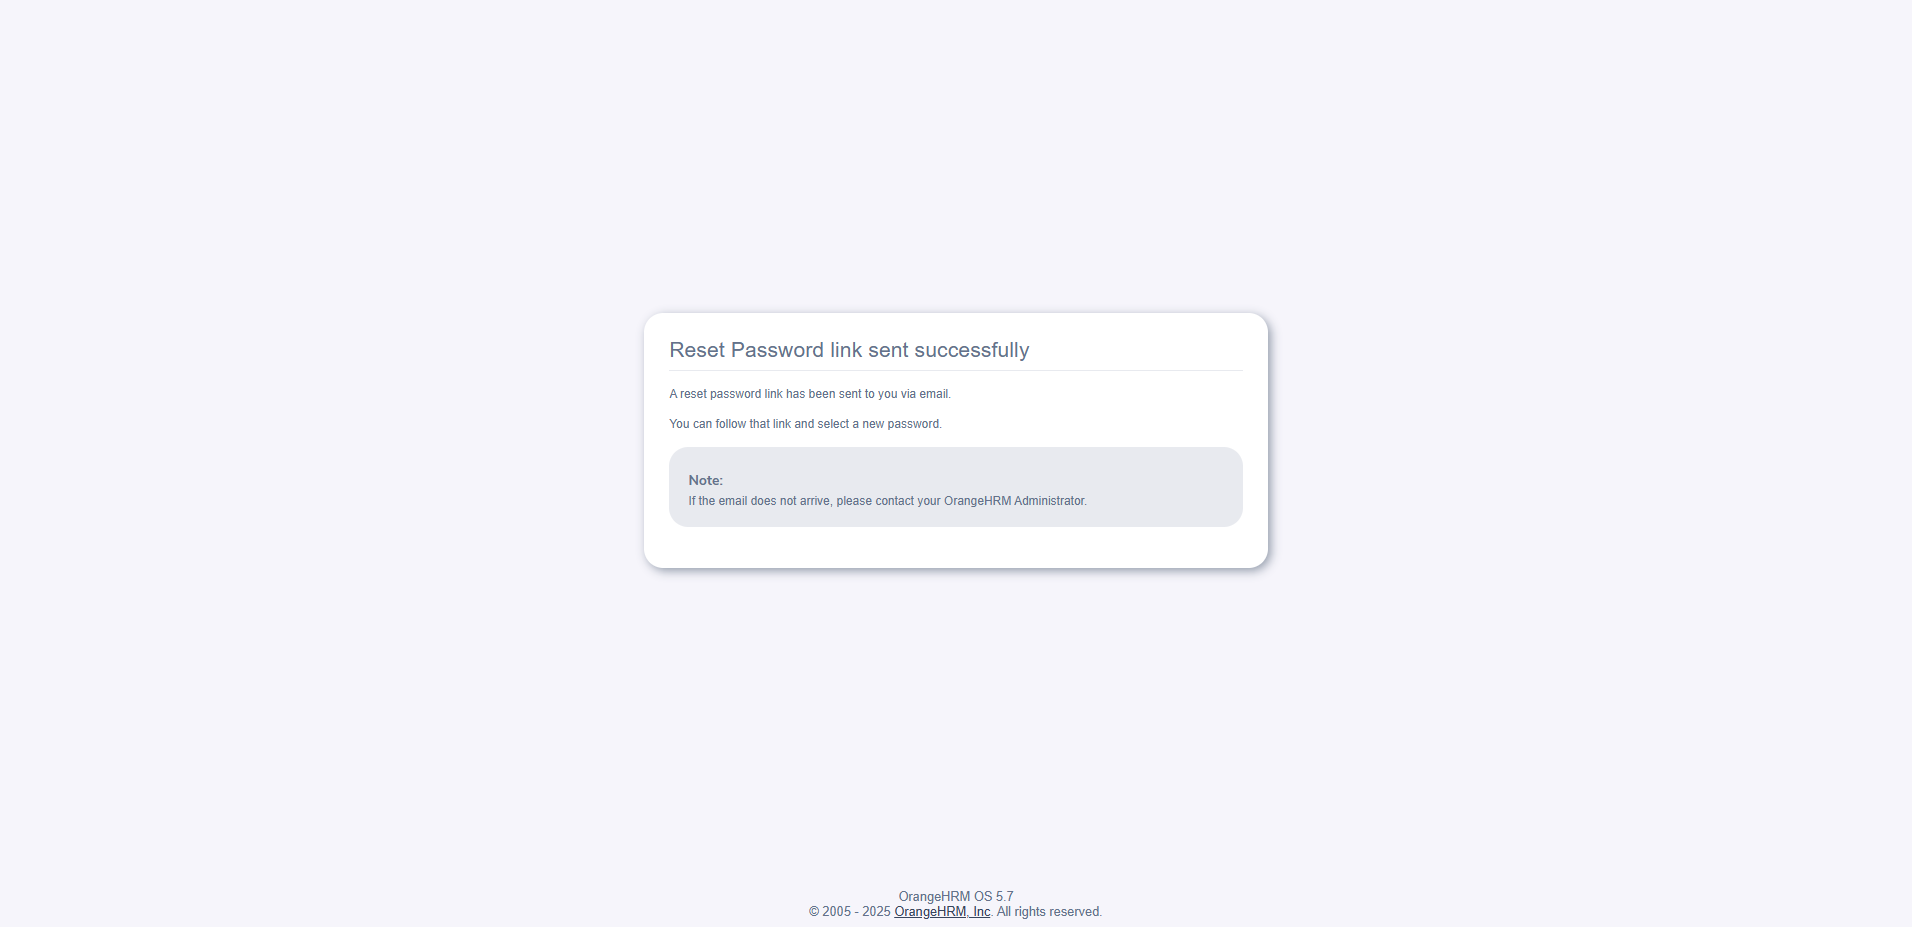 Reset Password link sent successfully
A reset password link has been sent to you via email.
You can follow that link and select a new password.
Note:
If the email does not arrive, please contact your OrangeHRM Administrator.
OrangeHRM OS 5.7
© 2005 - 2025 OrangeHRM, Inc. All rights reserved.